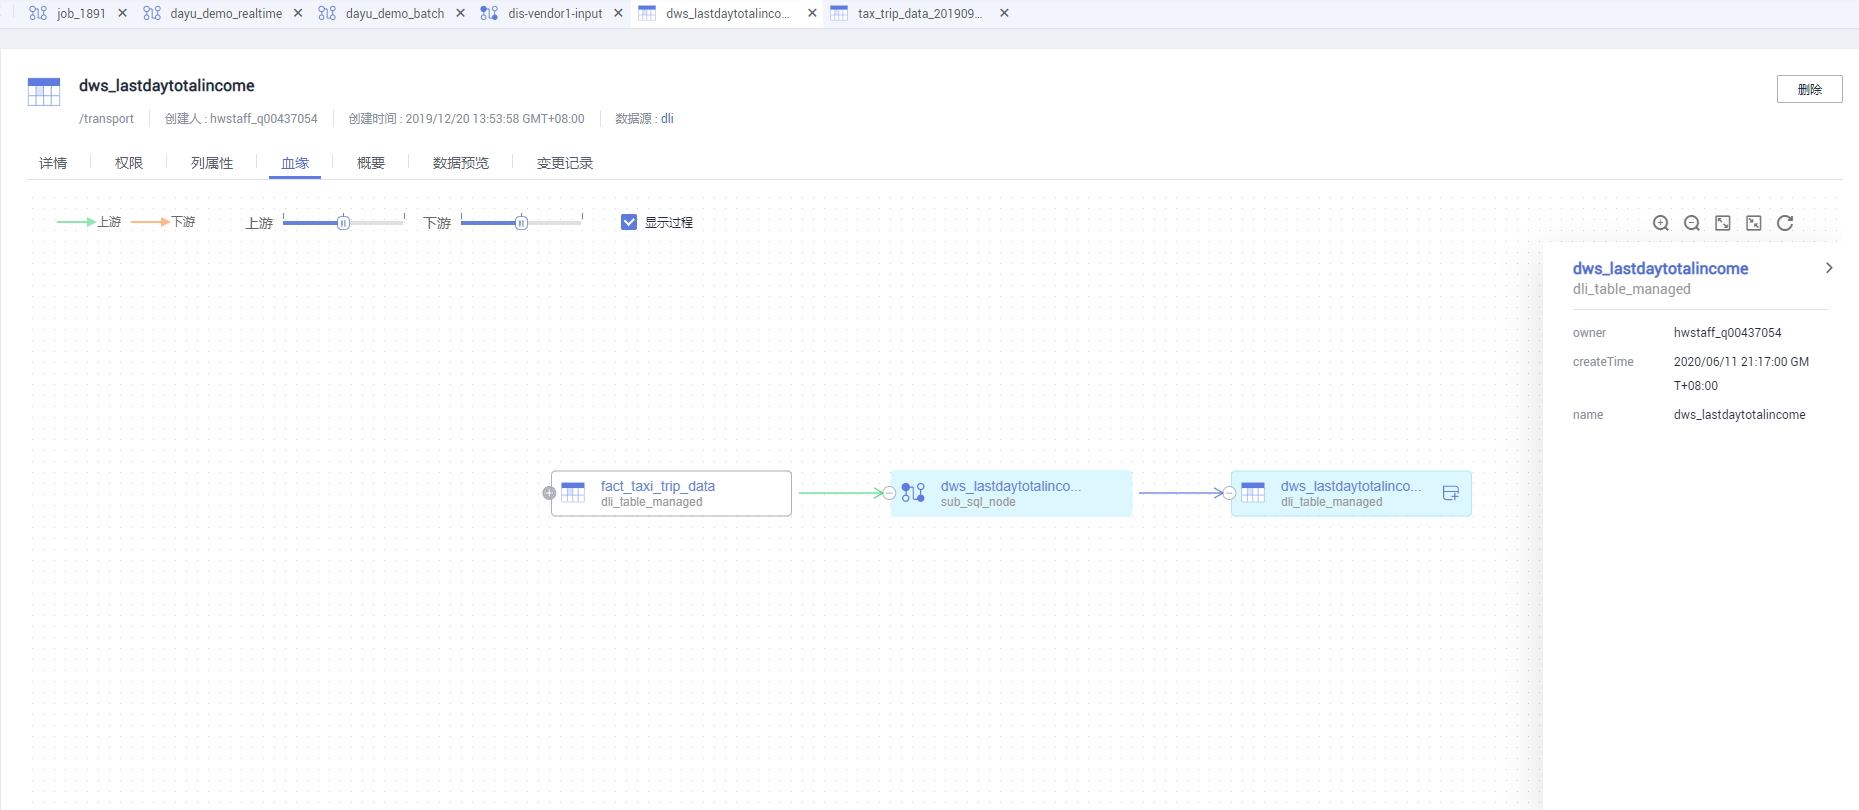 job_1891 dayu_demo_realtime dayu_demo_batch dis-vendor1-input dws_lastdaytotalinco... tax_trip_data_201909...
dws_lastdaytotalincome
删除
/transport 创建人 : hwstaff_q00437054 创建时间 : 2019/12/20 13:53:58 GMT+08:00 数据源 : dli
详情 权限 列属性 血缘 概要 数据预览 变更记录
上游 下游 上游 下游 显示过程
dws_lastdaytotalincome
dli_table_managed
owner hwstaff_q00437054
createTime 2020/06/11 21:17:00 GM
T+08:00
name dws_lastdaytotalincome
fact_taxi_trip_data
dli_table_managed
dws_lastdaytotalinco...
sub_sql_node
dws_lastdaytotalinco...
dli_table_managed